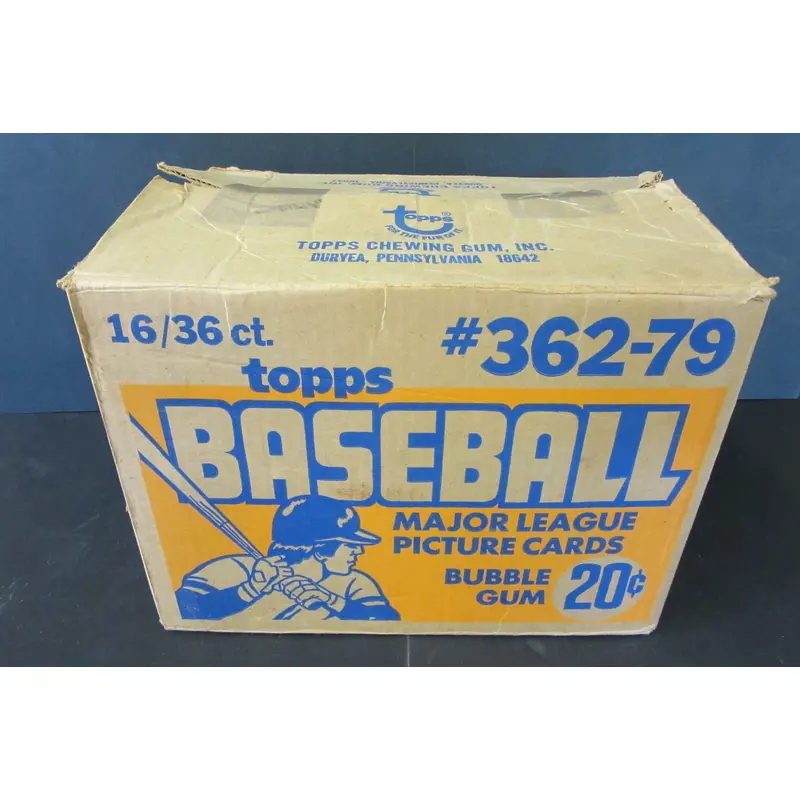 topps®
FOR THE FUN OF IT
TOPPS CHEWING GUM, INC.
DURYEA, PENNSYLVANIA 18642
16/36 ct.
#362-79
topps
BASEBALL
MAJOR LEAGUE
PICTURE CARDS
BUBBLE
GUM
20¢